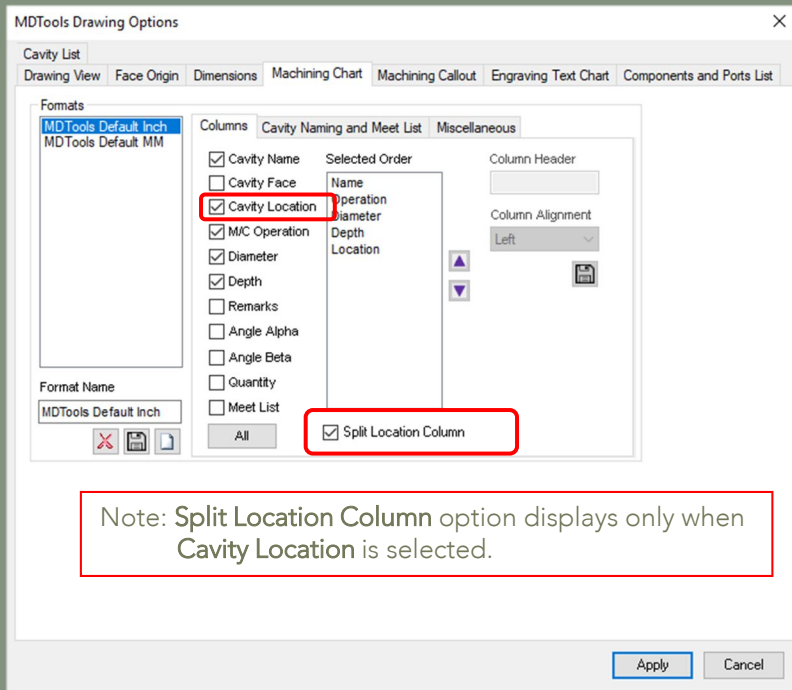 MDTools Drawing Options
Cavity List
Drawing View Face Origin Dimensions Machining Chart Machining Callout Engraving Text Chart Components and Ports List
Formats
MDTools Default Inch
MDTools Default MM
Columns Cavity Naming and Meet List Miscellaneous
Cavity Name
Cavity Face
Cavity Location
M/C Operation
Diameter
Depth
Remarks
Angle Alpha
Angle Beta
Quantity
Meet List
All
Selected Order
Name
Operation
Diameter
Depth
Location
Split Location Column
Column Header
Column Alignment
Left
Format Name
MDTools Default Inch
Note: Split Location Column option displays only when
Cavity Location is selected.
Apply Cancel